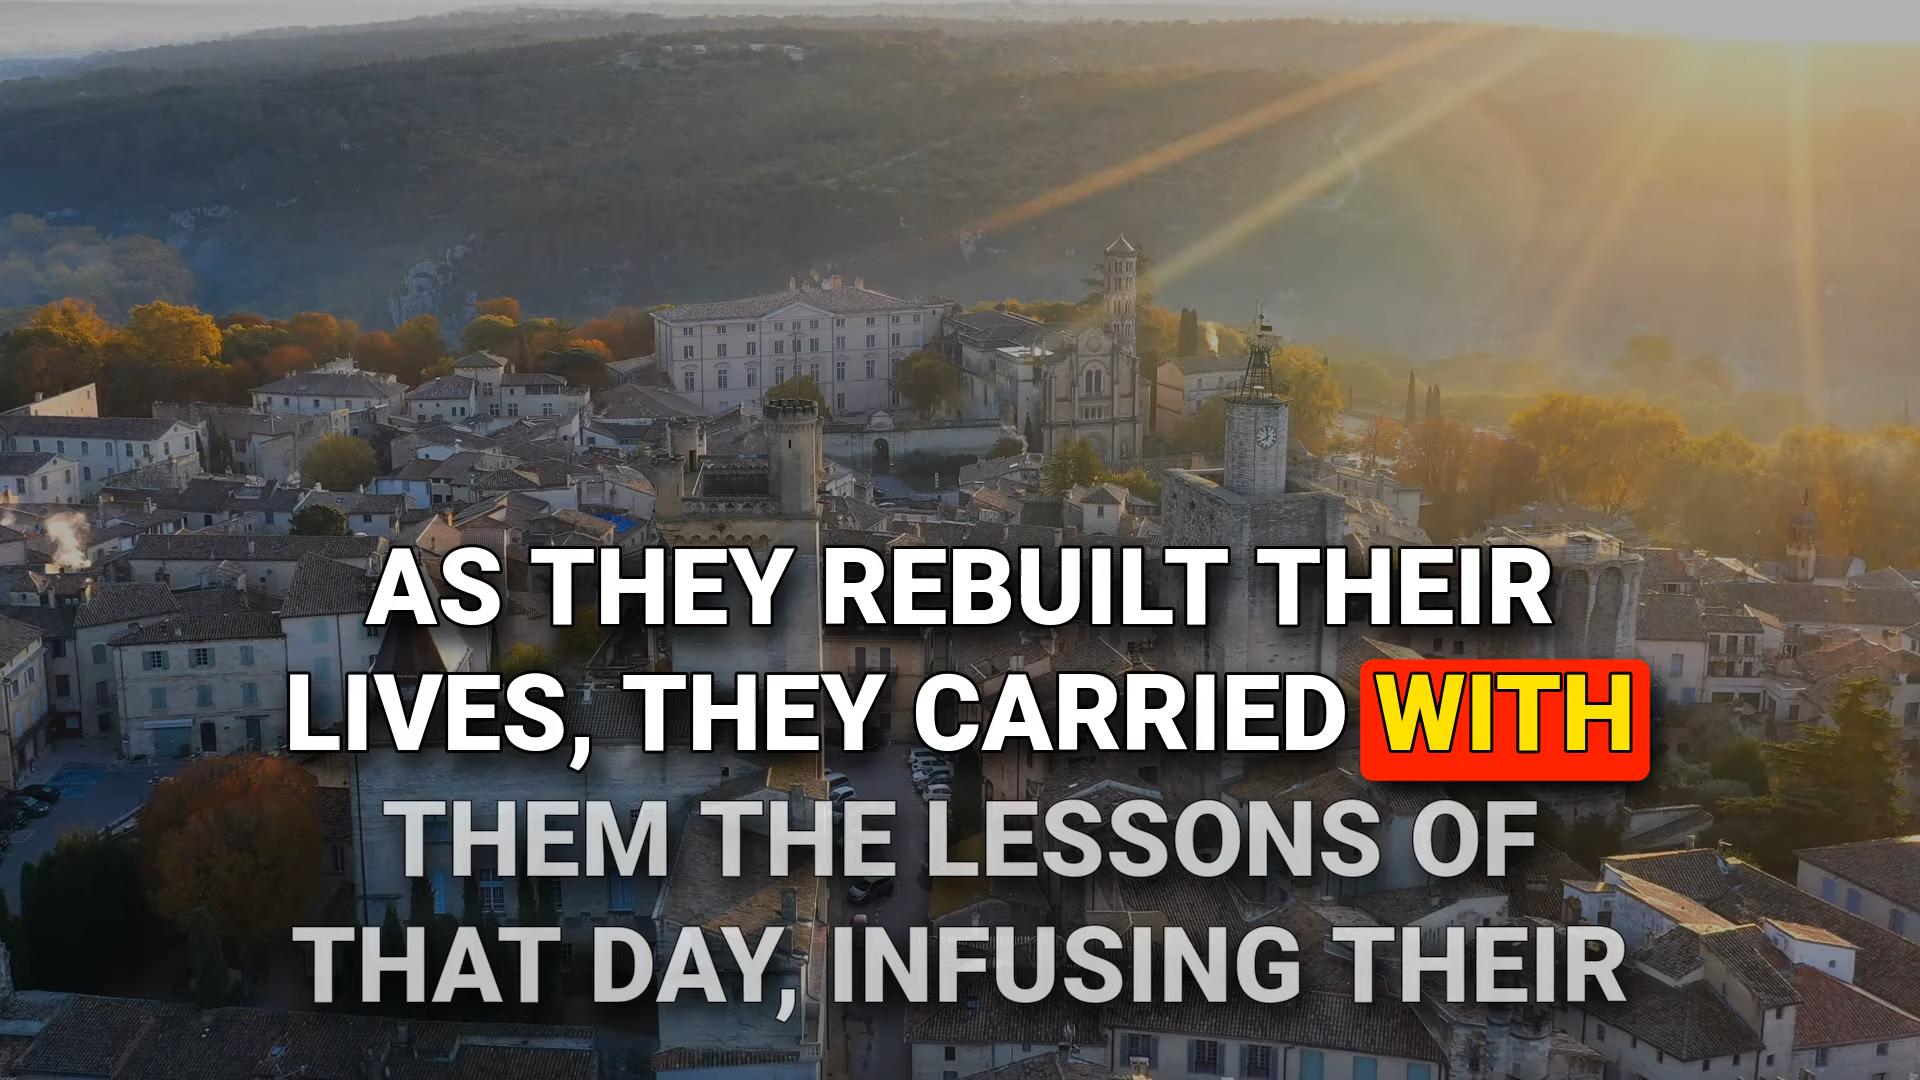 AS THEY REBUILT THEIR
LIVES, THEY CARRIED WITH
THEM THE LESSONS OF
THAT DAY, INFUSING THEIR